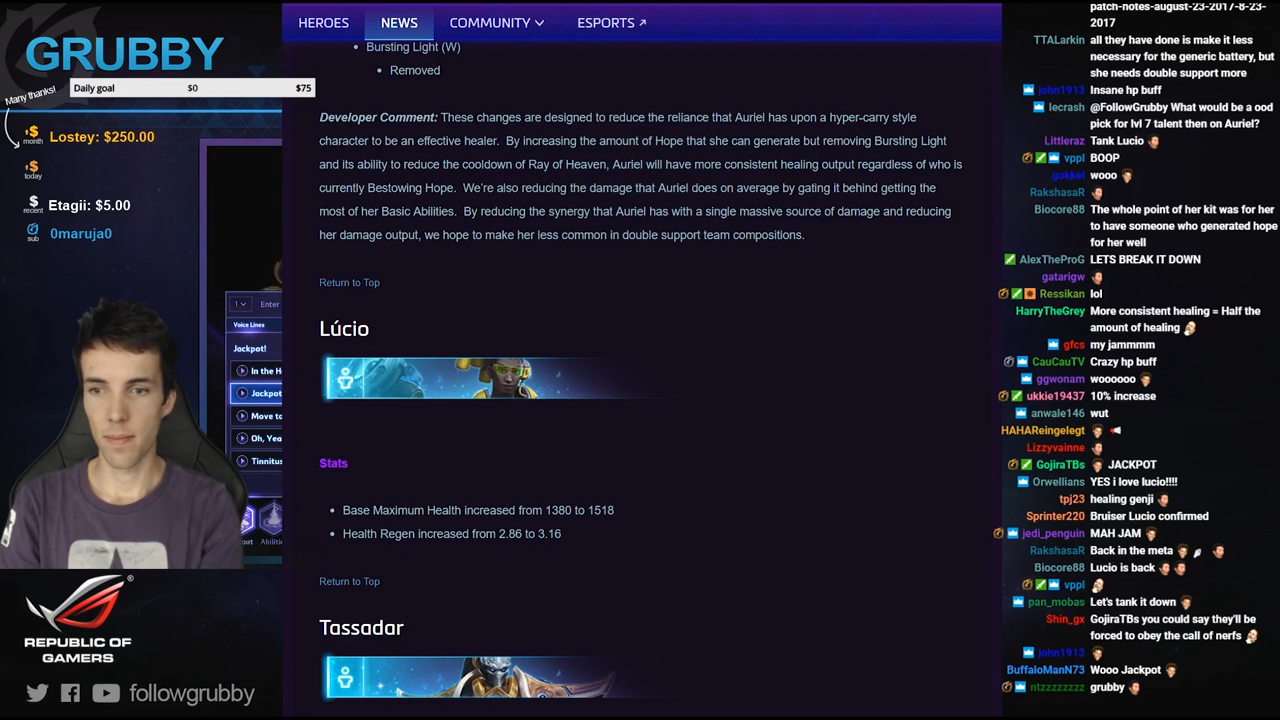 GRUBBY
Many thanks!
Daily goal $0 $75
$ month Lostey: $250.00
$ today
$ recent Etagii: $5.00
sub 0maruja0
1 Enter
Voice Lines
Jackpot!
In the H
Jackpot
Move to
Oh, Yea
Tinnitus
Abilitie
REPUBLIC OF
GAMERS
followgrubby
HEROES NEWS COMMUNITY ESPORTS
Bursting Light (W)
Removed
Developer Comment: These changes are designed to reduce the reliance that Auriel has upon a hyper-carry style
character to be an effective healer. By increasing the amount of Hope that she can generate but removing Bursting Light
and its ability to reduce the cooldown of Ray of Heaven, Auriel will have more consistent healing output regardless of who is
currently Bestowing Hope. We're also reducing the damage that Auriel does on average by gating it behind getting the
most of her Basic Abilities. By reducing the synergy that Auriel has with a single massive source of damage and reducing
her damage output, we hope to make her less common in double support team compositions.
Return to Top
Lúcio
Stats
Base Maximum Health increased from 1380 to 1518
Health Regen increased from 2.86 to 3.16
Return to Top
Tassadar
patch-notes-august-23-2017-8-23-
2017
TTALarkin all they have done is make it less
necessary for the generic battery, but
she needs double support more
john1913 Insane hp buff
lecrash @FollowGrubby What would be a ood
pick for lvl 7 talent then on Auriel?
Littleraz Tank Lucio
vppl BOOP
gokkel wooo
RakshasaR
Biocore88 The whole point of her kit was for her
to have someone who generated hope
for her well
AlexTheProG LETS BREAK IT DOWN
gatarigw
Ressikan lol
HarryTheGrey More consistent healing = Half the
amount of healing
gfcs my jammmm
CauCauTV Crazy hp buff
ggwonam woooooo
ukkie19437 10% increase
anwale146 wut
HAHAReingelegt
Lizzyvainne
GojiraTBs JACKPOT
Orwellians YES i love lucio!!!!
tpj23 healing genji
Sprinter220 Bruiser Lucio confirmed
jedi_penguin MAH JAM
RakshasaR Back in the meta
Biocore88 Lucio is back
vppl
pan_mobas Let's tank it down
Shin_gx GojiraTBs you could say they'll be
forced to obey the call of nerfs
john1913
BuffaloManN73 Wooo Jackpot
ntzzzzzzzz grubby